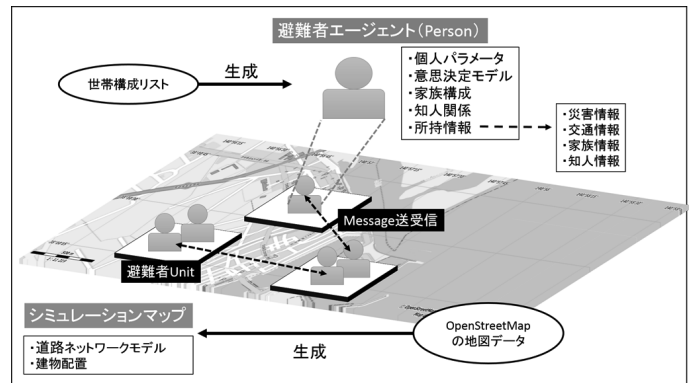 避難者エージェント（Person）
世帯構成リスト
生成
・個人パラメータ
・意思決定モデル
・家族構成
・知人関係
・所持情報
・災害情報
・交通情報
・家族情報
・知人情報
Message送受信
避難者Unit
シミュレーションマップ
・道路ネットワークモデル
・建物配置
生成
OpenStreetMap
の地図データ